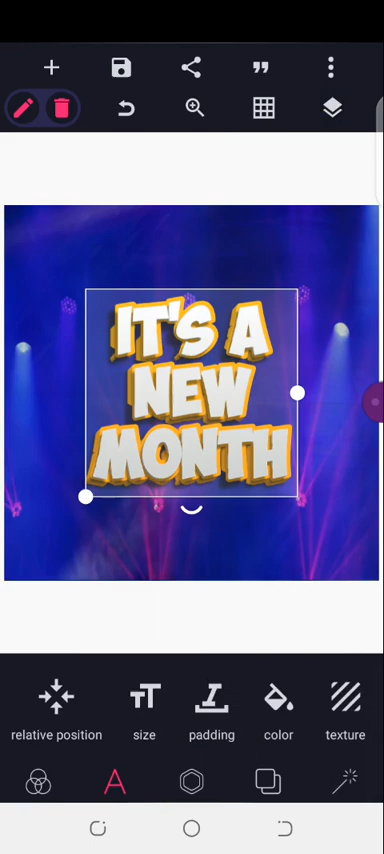 IT'S A
NEW
MONTH
relative position
size
padding
color
texture